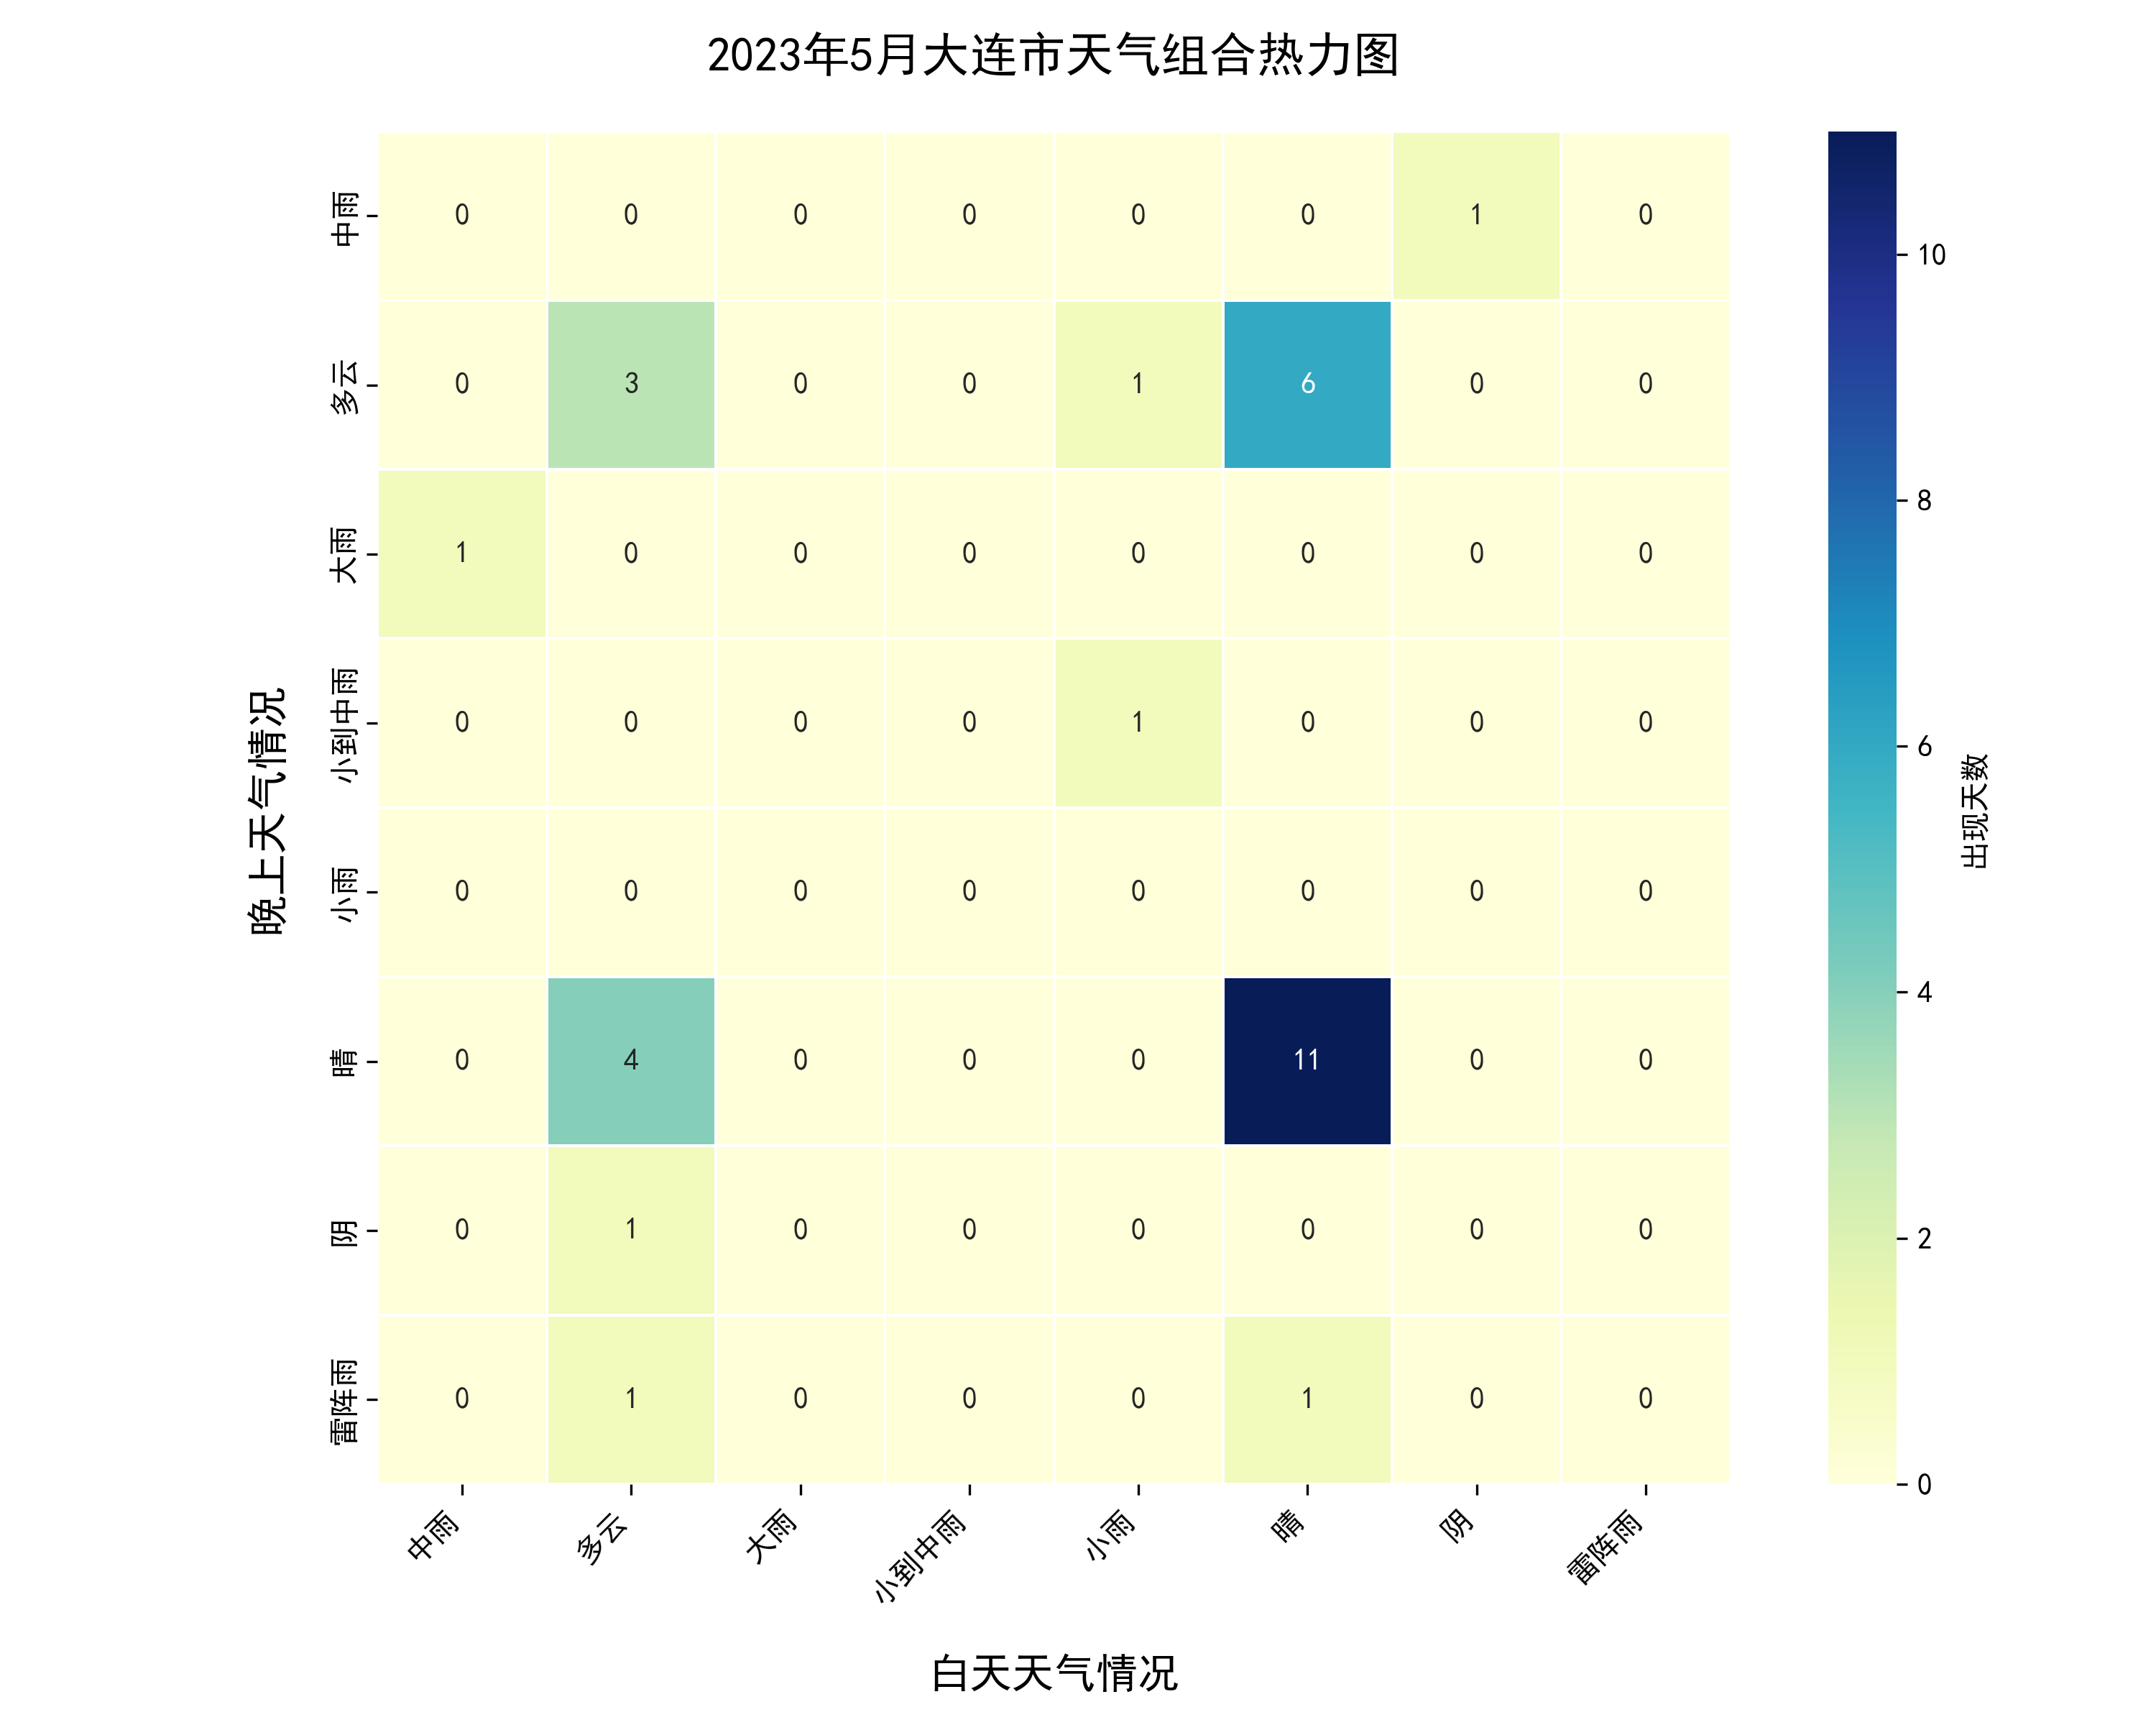 2023年5月大连市天气组合热力图
晚上天气情况
中雨 0 0 0 0 0 0 1 0
多云 0 3 0 0 1 6 0 0
大雨 1 0 0 0 0 0 0 0
小到中雨 0 0 0 0 1 0 0 0
小雨 0 0 0 0 0 0 0 0
晴 0 4 0 0 0 11 0 0
阴 0 1 0 0 0 0 0 0
雷阵雨 0 1 0 0 0 1 0 0
中雨 多云 大雨 小到中雨 小雨 晴 阴 雷阵雨
白天天气情况
10
8
6
4
2
0
出现天数